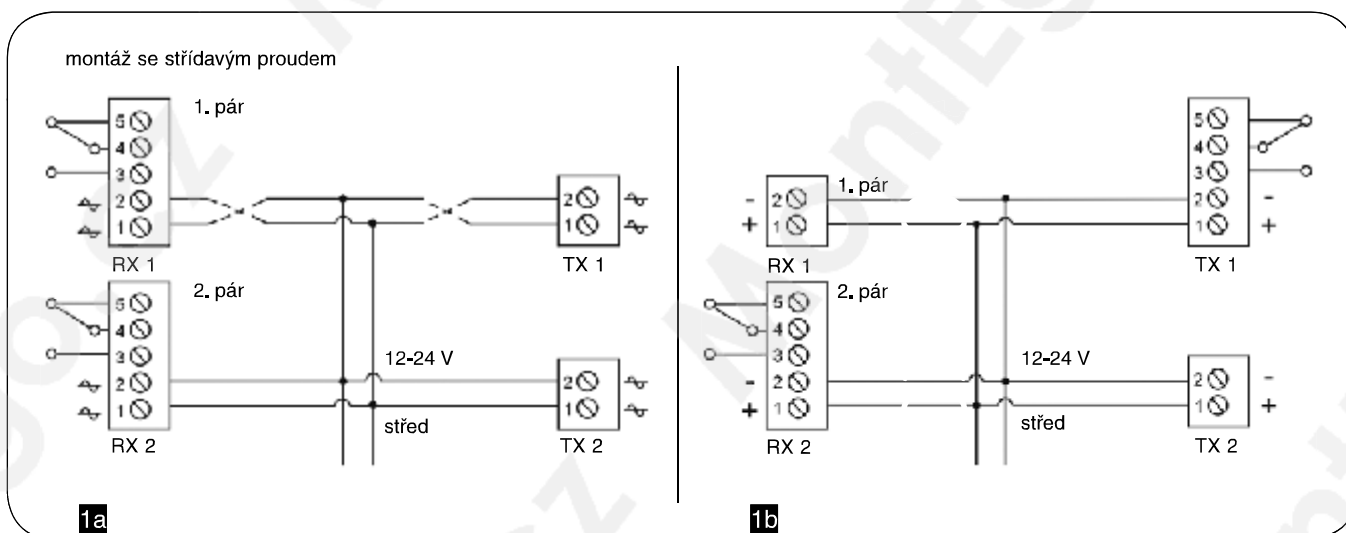 montáž se střídavým proudem
1. pár
5
4
3
2
1
RX 1
2
1
TX 1
2. pár
5
4
3
2
1
RX 2
12-24 V
střed
2
1
TX 2
1a
1. pár
- 2
+ 1
RX 1
5
4
3
2 -
1 +
TX 1
2. pár
5
4
3
- 2
+ 1
RX 2
12-24 V
střed
2 -
1 +
TX 2
1b